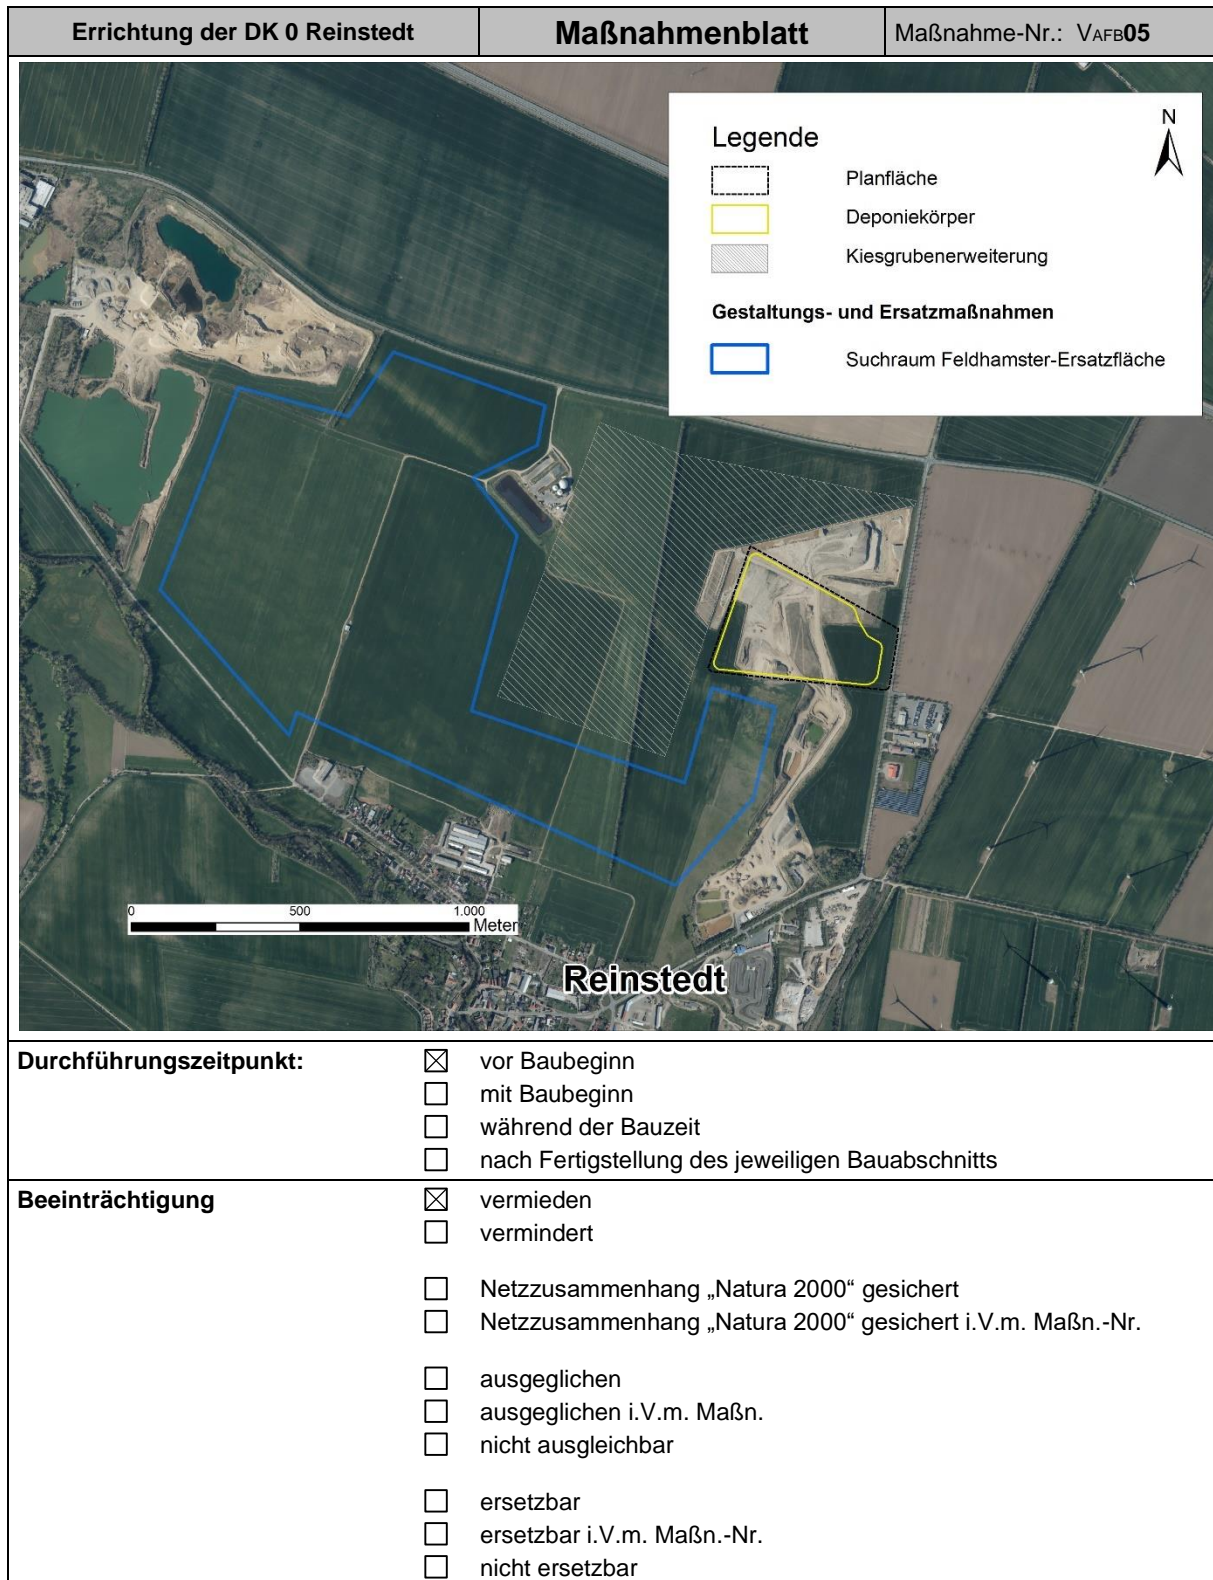 Errichtung der DK 0 Reinstedt
Maßnahmenblatt
Maßnahme-Nr.: VAFB05
N
Legende
Planfläche
Deponiekörper
Kiesgrubenerweiterung
Gestaltungs- und Ersatzmaßnahmen
Suchraum Feldhamster-Ersatzfläche
0 500 1.000
Meter
Reinstedt
Durchführungszeitpunkt:
☒ vor Baubeginn
☐ mit Baubeginn
☐ während der Bauzeit
☐ nach Fertigstellung des jeweiligen Bauabschnitts
Beeinträchtigung
☒ vermieden
☐ vermindert
☐ Netzzusammenhang „Natura 2000“ gesichert
☐ Netzzusammenhang „Natura 2000“ gesichert i.V.m. Maßn.-Nr.
☐ ausgeglichen
☐ ausgeglichen i.V.m. Maßn.
☐ nicht ausgleichbar
☐ ersetzbar
☐ ersetzbar i.V.m. Maßn.-Nr.
☐ nicht ersetzbar